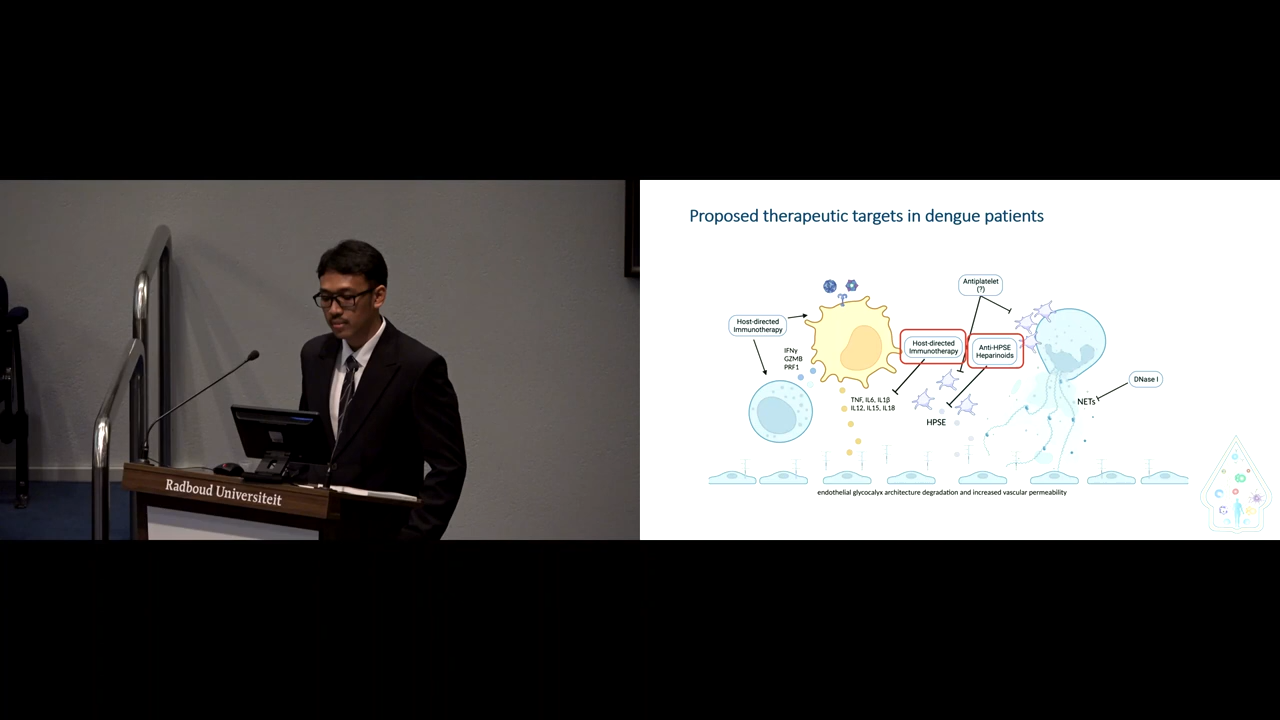 Radboud Universiteit
Proposed therapeutic targets in dengue patients
Antiplatelet
(?)
Host-directed
Immunotherapy
Host-directed
Immunotherapy
Anti-HPSE
Heparinoids
IFNγ
GZMB
PRF1
DNase I
TNF, IL6, IL1β
IL12, IL15, IL18
NETs
HPSE
endothelial glycocalyx architecture degradation and increased vascular permeability